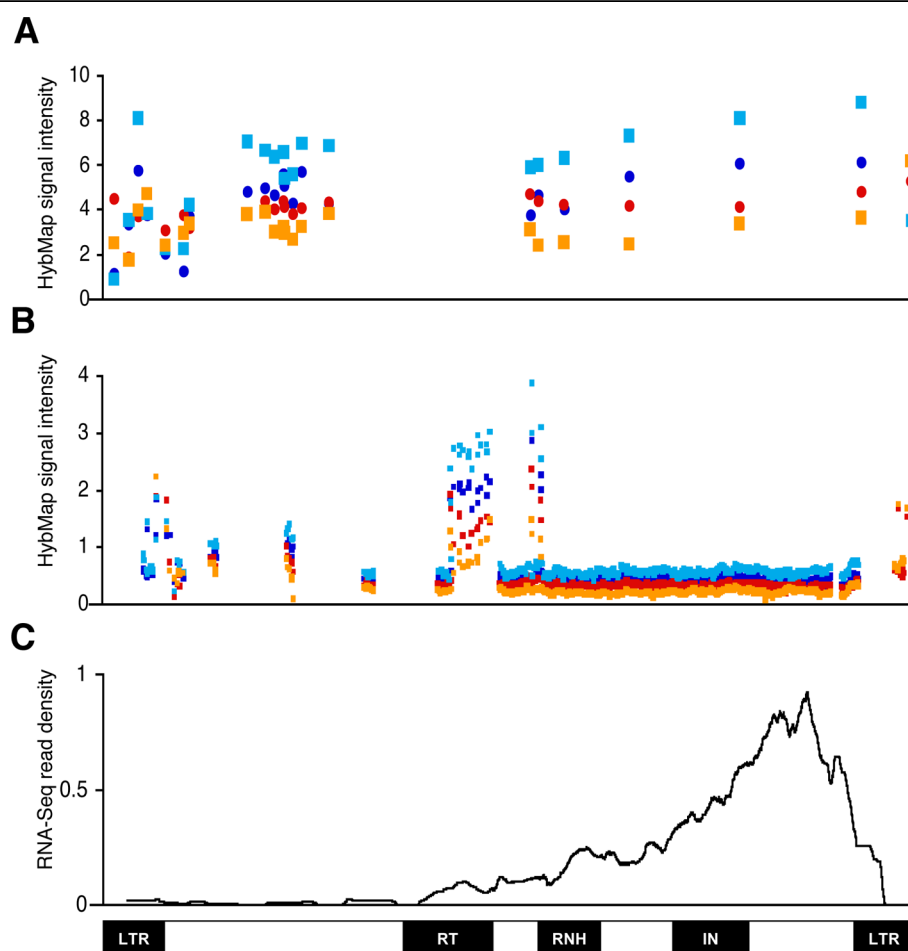 A
HybMap signal intensity
10
8
6
4
2
0
B
HybMap signal intensity
4
3
2
1
0
C
RNA-Seq read density
1
0.5
0
LTR RT RNH IN LTR